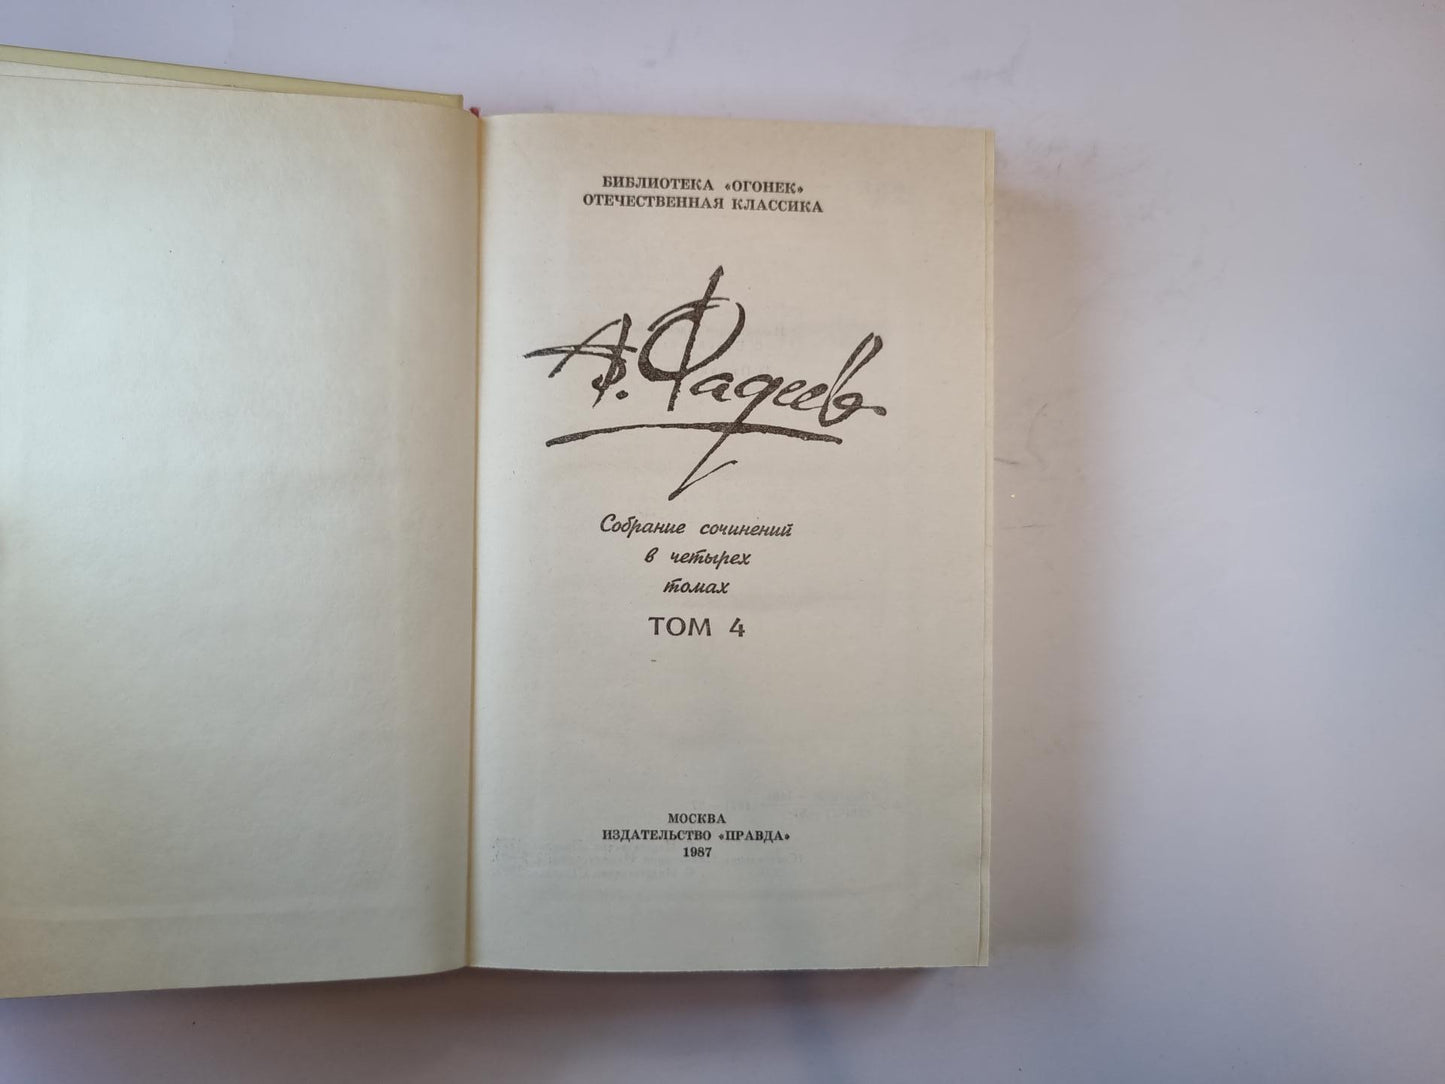 БИБЛИОТЕКА «ОГОНЕК»
ОТЕЧЕСТВЕННАЯ КЛАССИКА
А. Фадеев
Собрание сочинений
в четырех
томах
ТОМ 4
МОСКВА
ИЗДАТЕЛЬСТВО «ПРАВДА»
1987